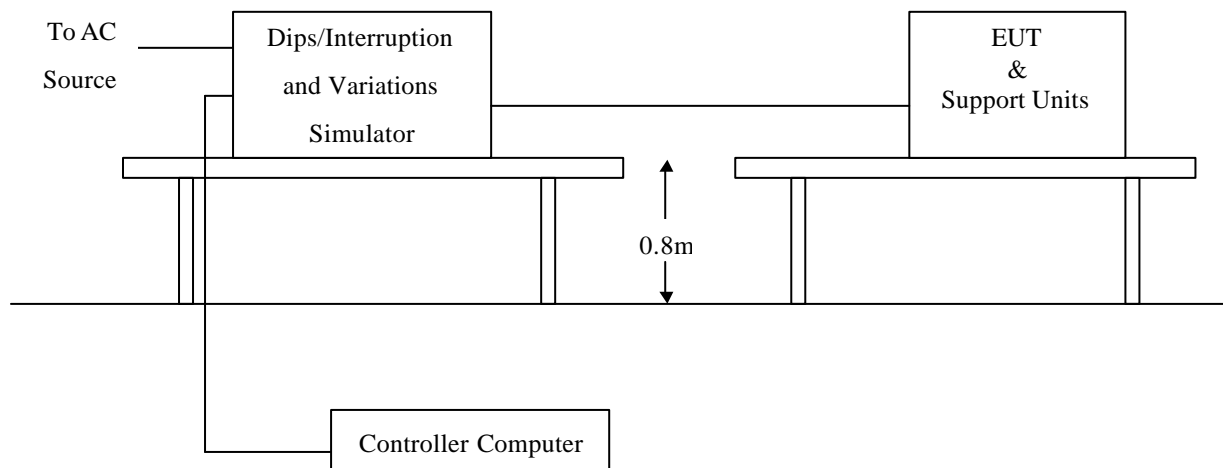 To AC
Source
Dips/Interruption
and Variations
Simulator
EUT
&
Support Units
0.8m
Controller Computer